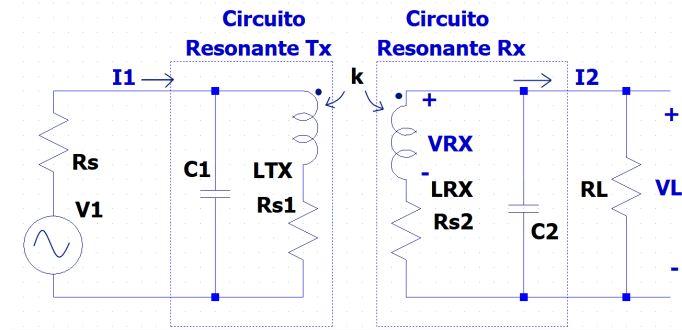 Circuito
Resonante Tx
Circuito
Resonante Rx
I1
k
I2
+
+
Rs
C1
LTX
VRX
-
LRX
RL
VL
V1
Rs1
Rs2
C2
-